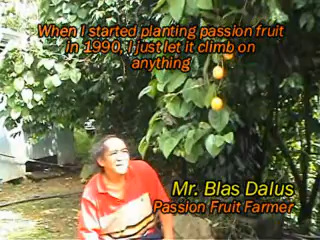 When I started planting passion fruit
in 1990, I just let it climb on
anything
Mr. Blas Dalus
Passion Fruit Farmer